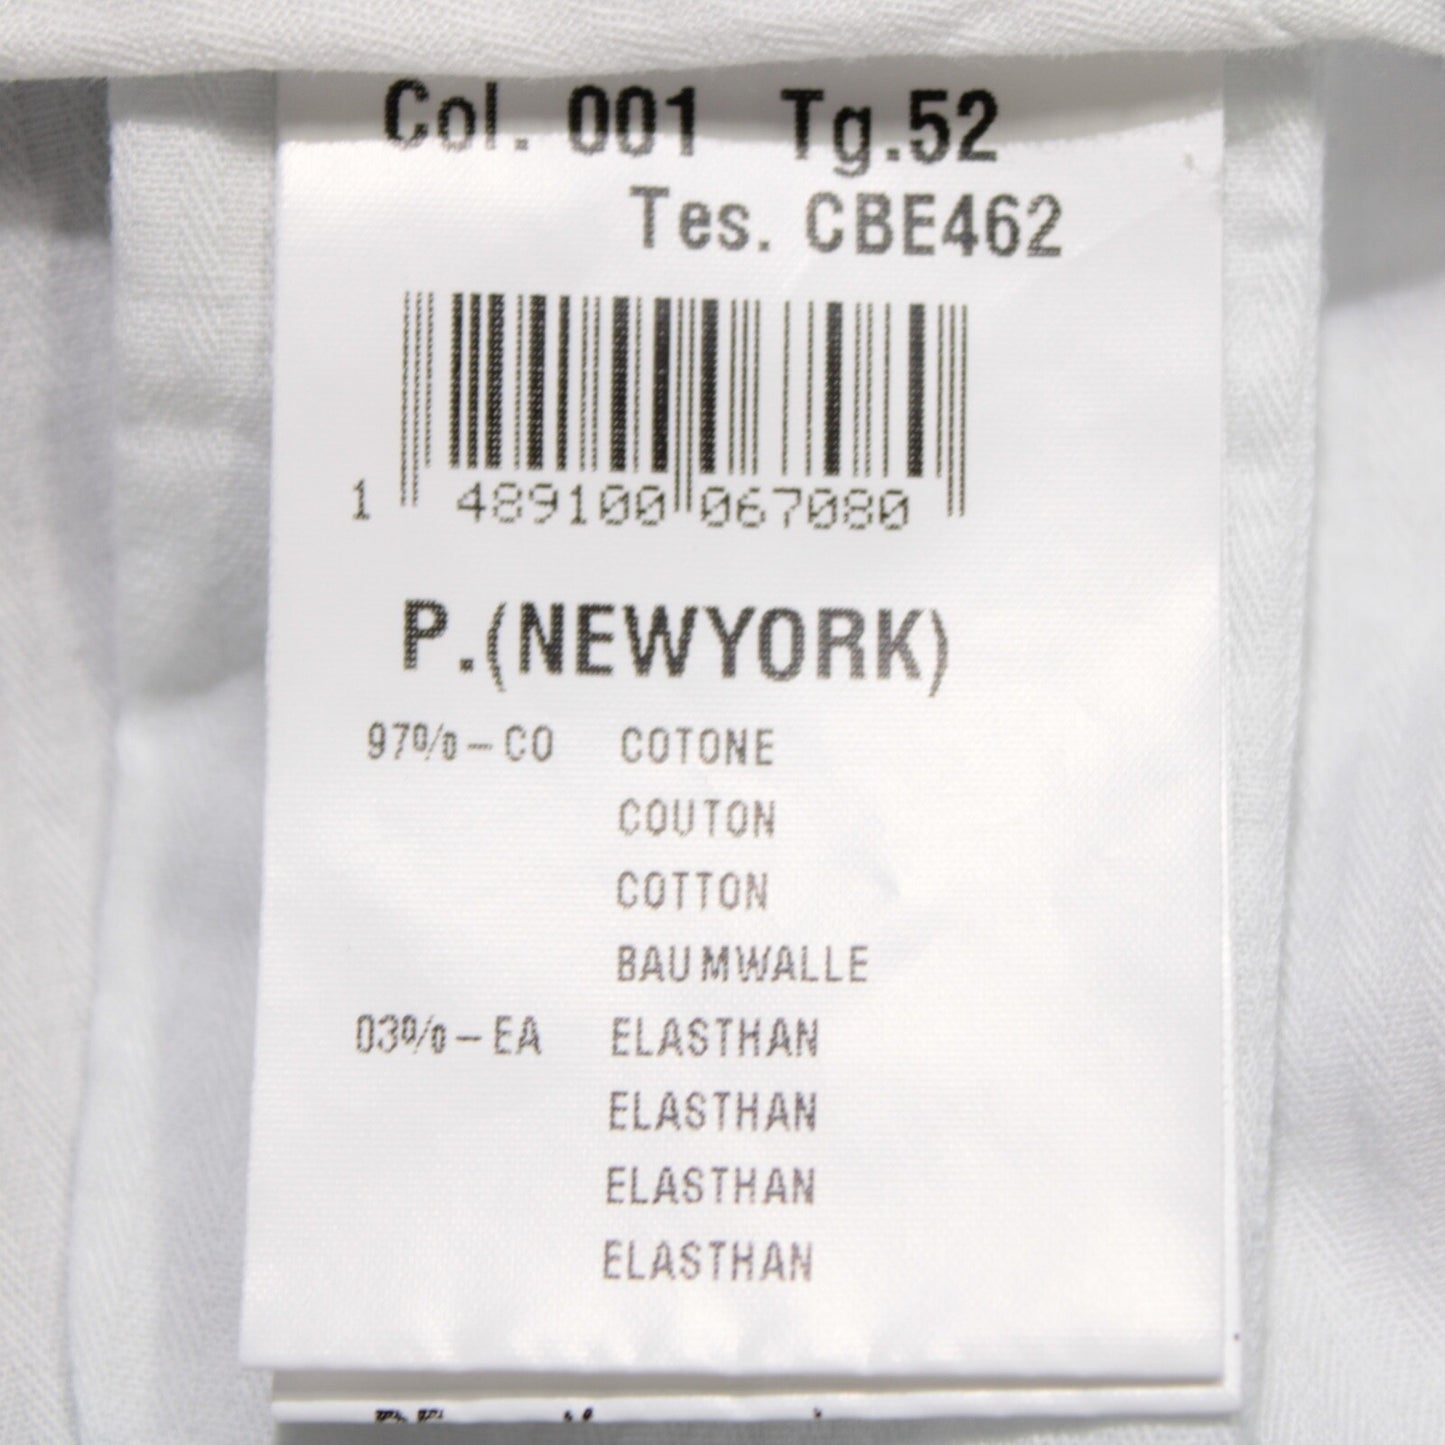 Col. 001 Tg.52
Tes. CBE462
1 489100 067080
P.(NEWYORK)
97%-CO COTONE
COUTON
COTTON
BAUMWALLE
03%-EA ELASTHAN
ELASTHAN
ELASTHAN
ELASTHAN